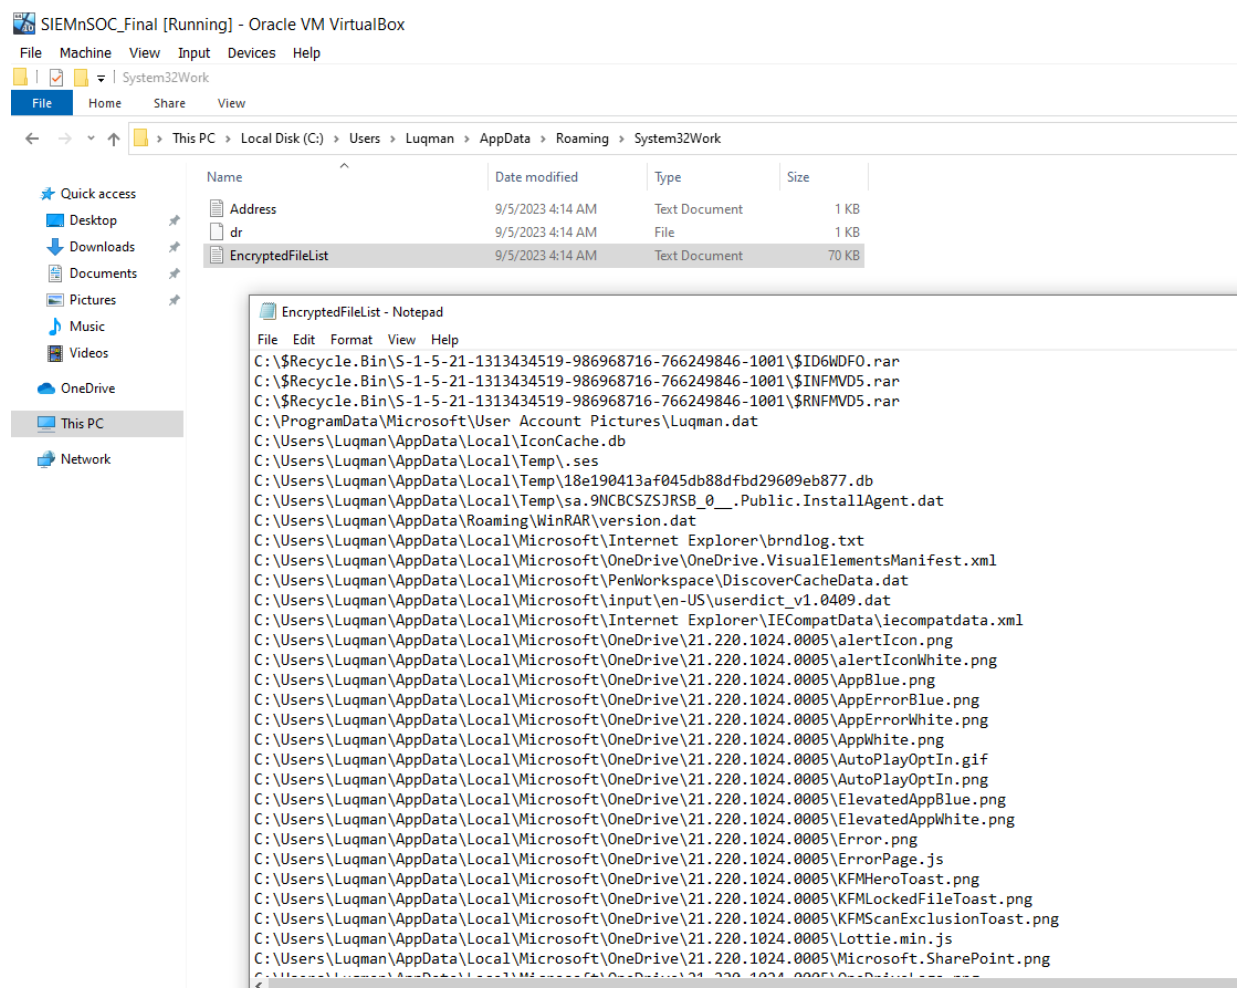 SIEMnSOC_Final [Running] - Oracle VM VirtualBox
File Machine View Input Devices Help
System32Work
File Home Share View
This PC > Local Disk (C:) > Users > Luqman > AppData > Roaming > System32Work
Name Date modified Type Size
Quick access
Desktop
Downloads
Documents
Pictures
Music
Videos
OneDrive
This PC
Network
Address 9/5/2023 4:14 AM Text Document 1 KB
dr 9/5/2023 4:14 AM File 1 KB
EncryptedFileList 9/5/2023 4:14 AM Text Document 70 KB
EncryptedFileList - Notepad
File Edit Format View Help
C:\$Recycle.Bin\S-1-5-21-1313434519-986968716-766249846-1001\$ID6WDFO.rar
C:\$Recycle.Bin\S-1-5-21-1313434519-986968716-766249846-1001\$INFMVD5.rar
C:\$Recycle.Bin\S-1-5-21-1313434519-986968716-766249846-1001\$RNFMVD5.rar
C:\ProgramData\Microsoft\User Account Pictures\Luqman.dat
C:\Users\Luqman\AppData\Local\IconCache.db
C:\Users\Luqman\AppData\Local\Temp\.ses
C:\Users\Luqman\AppData\Local\Temp\18e190413af045db88dfbd29609eb877.db
C:\Users\Luqman\AppData\Local\Temp\sa.9NCBCSZSJRSB_0__.Public.InstallAgent.dat
C:\Users\Luqman\AppData\Roaming\WinRAR\version.dat
C:\Users\Luqman\AppData\Local\Microsoft\Internet Explorer\brndlog.txt
C:\Users\Luqman\AppData\Local\Microsoft\OneDrive\OneDrive.VisualElementsManifest.xml
C:\Users\Luqman\AppData\Local\Microsoft\PenWorkspace\DiscoverCacheData.dat
C:\Users\Luqman\AppData\Local\Microsoft\input\en-US\userdict_v1.0409.dat
C:\Users\Luqman\AppData\Local\Microsoft\Internet Explorer\IECompatData\iecompatdata.xml
C:\Users\Luqman\AppData\Local\Microsoft\OneDrive\21.220.1024.0005\alertIcon.png
C:\Users\Luqman\AppData\Local\Microsoft\OneDrive\21.220.1024.0005\alertIconWhite.png
C:\Users\Luqman\AppData\Local\Microsoft\OneDrive\21.220.1024.0005\AppBlue.png
C:\Users\Luqman\AppData\Local\Microsoft\OneDrive\21.220.1024.0005\AppErrorBlue.png
C:\Users\Luqman\AppData\Local\Microsoft\OneDrive\21.220.1024.0005\AppErrorWhite.png
C:\Users\Luqman\AppData\Local\Microsoft\OneDrive\21.220.1024.0005\AppWhite.png
C:\Users\Luqman\AppData\Local\Microsoft\OneDrive\21.220.1024.0005\AutoPlayOptIn.gif
C:\Users\Luqman\AppData\Local\Microsoft\OneDrive\21.220.1024.0005\AutoPlayOptIn.png
C:\Users\Luqman\AppData\Local\Microsoft\OneDrive\21.220.1024.0005\ElevatedAppBlue.png
C:\Users\Luqman\AppData\Local\Microsoft\OneDrive\21.220.1024.0005\ElevatedAppWhite.png
C:\Users\Luqman\AppData\Local\Microsoft\OneDrive\21.220.1024.0005\Error.png
C:\Users\Luqman\AppData\Local\Microsoft\OneDrive\21.220.1024.0005\ErrorPage.js
C:\Users\Luqman\AppData\Local\Microsoft\OneDrive\21.220.1024.0005\KFMHeroToast.png
C:\Users\Luqman\AppData\Local\Microsoft\OneDrive\21.220.1024.0005\KFMLockedFileToast.png
C:\Users\Luqman\AppData\Local\Microsoft\OneDrive\21.220.1024.0005\KFMScanExclusionToast.png
C:\Users\Luqman\AppData\Local\Microsoft\OneDrive\21.220.1024.0005\Lottie.min.js
C:\Users\Luqman\AppData\Local\Microsoft\OneDrive\21.220.1024.0005\Microsoft.SharePoint.png